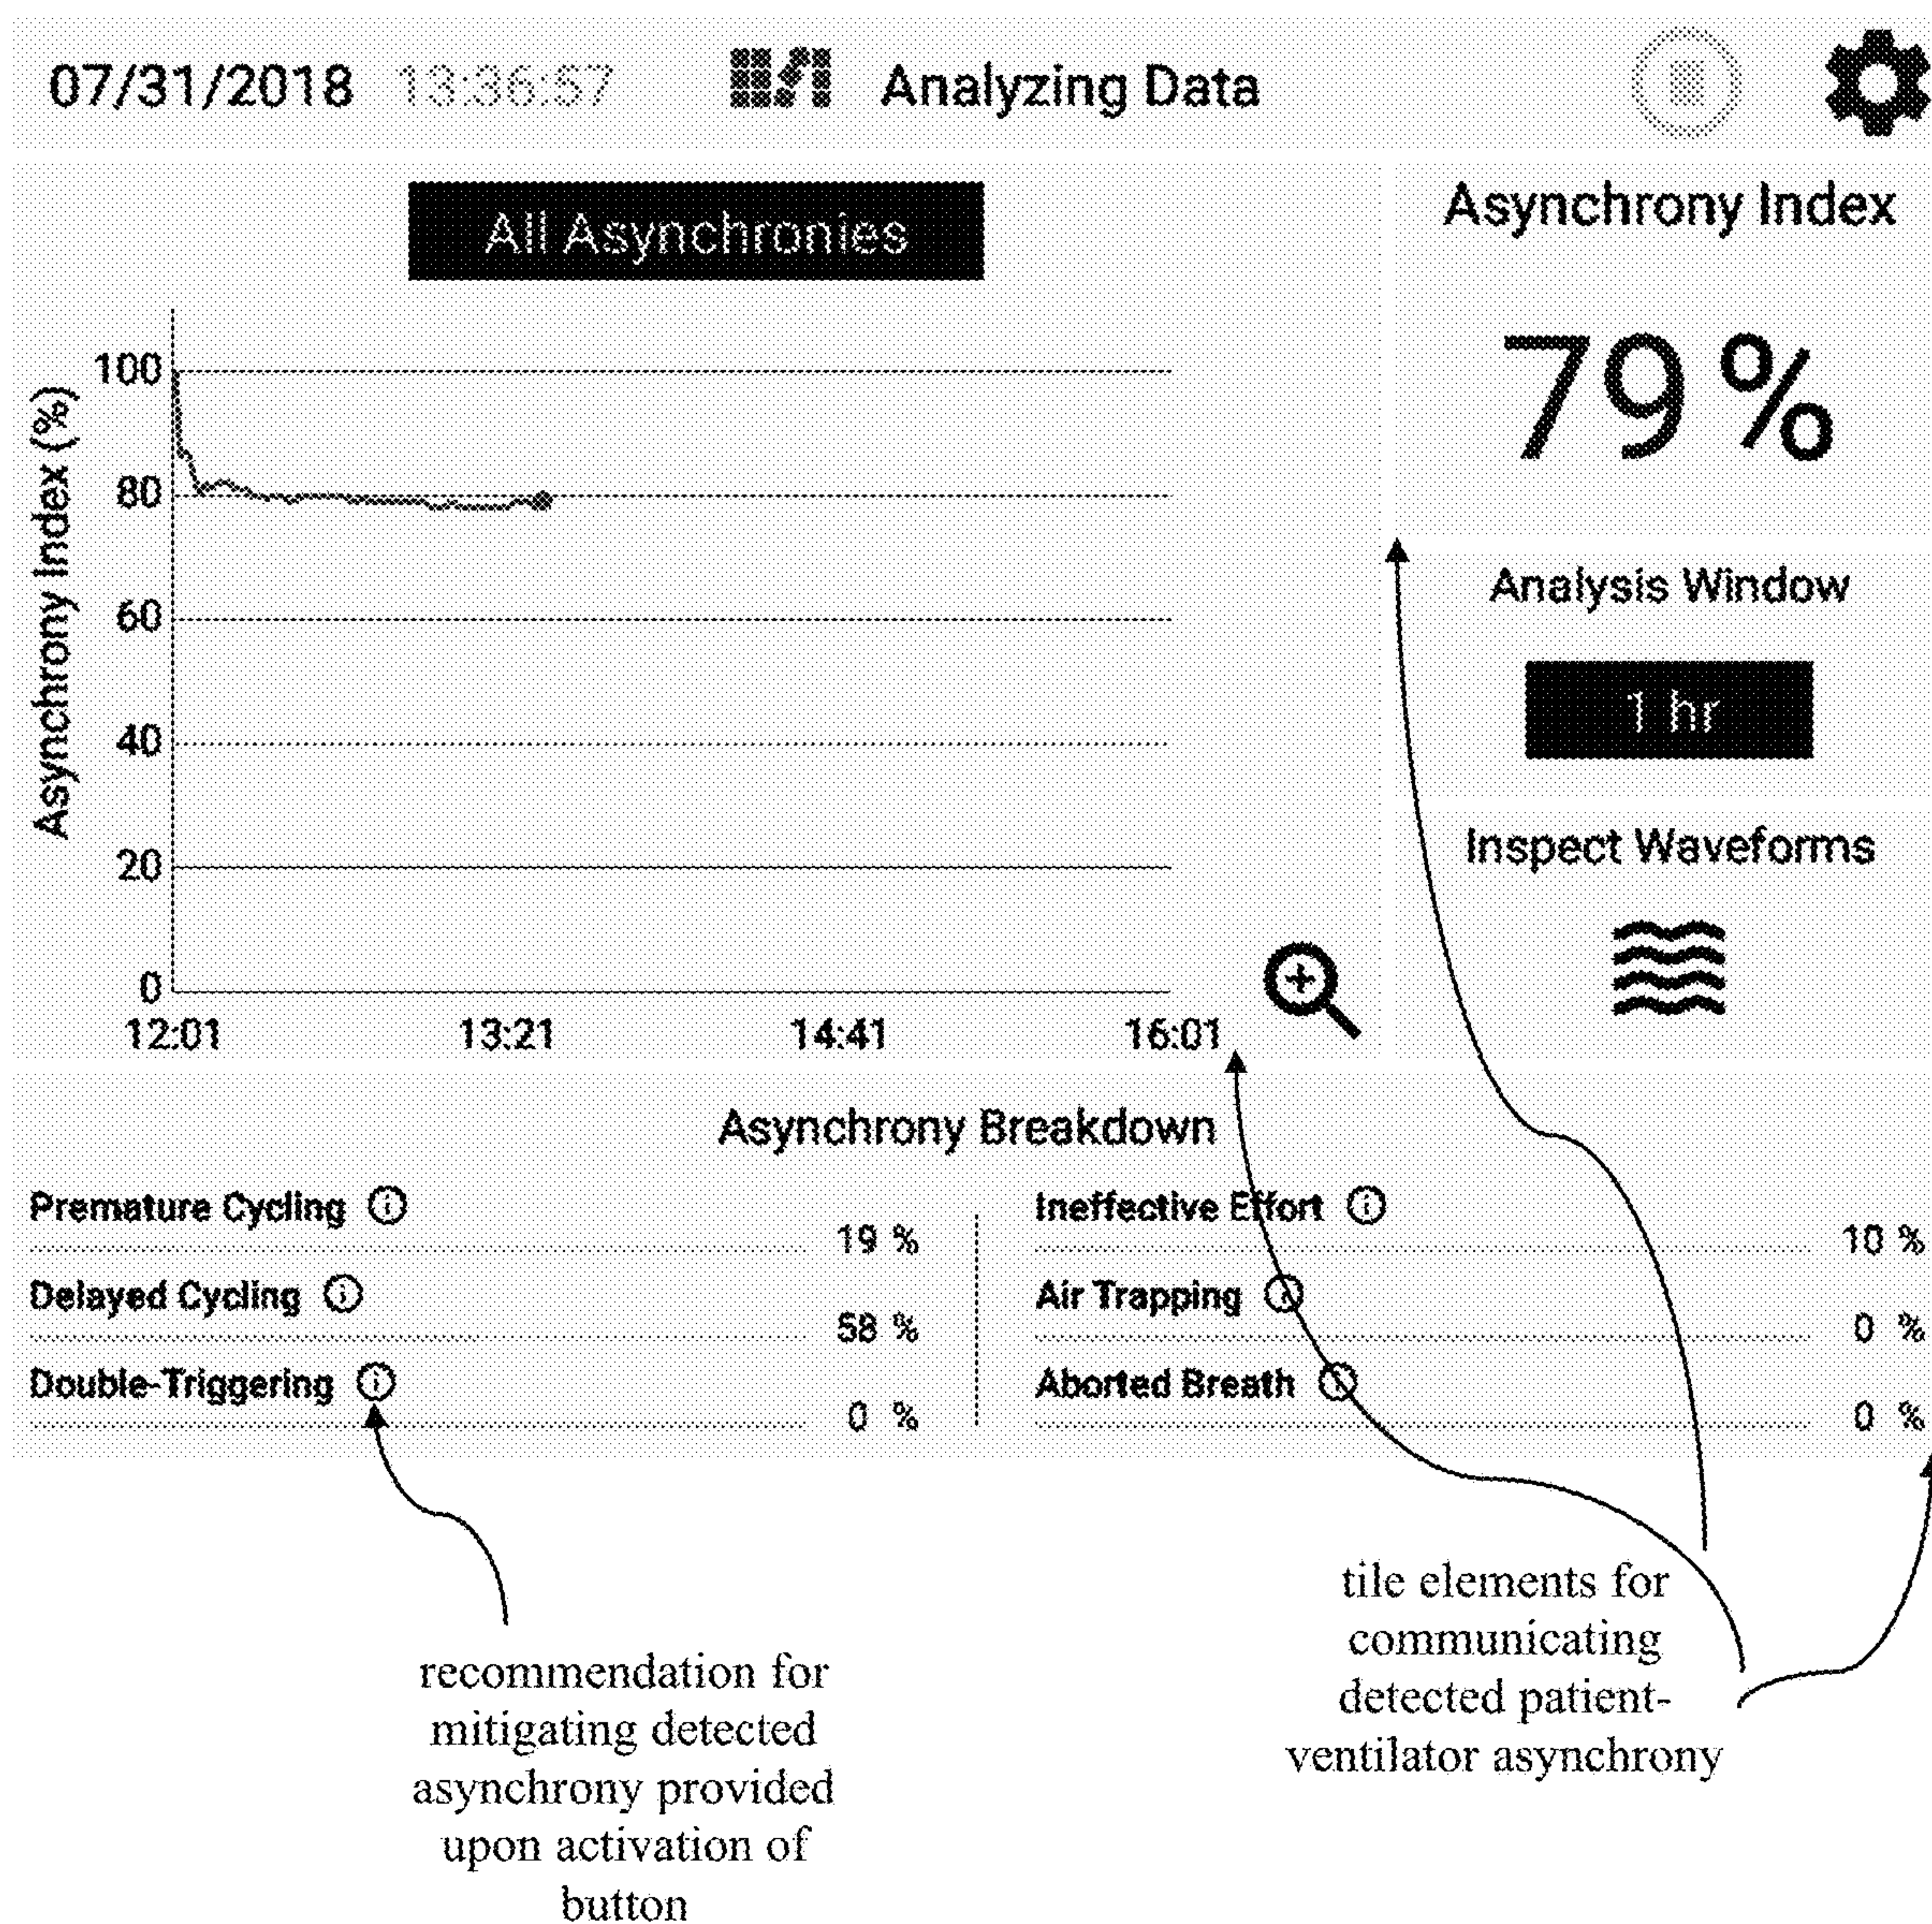 07/31/2018 13:36:57 Analyzing Data
All Asynchronies
Asynchrony Index (%)
100
80
60
40
20
0
12:01 13:21 14:41 16:01
Asynchrony Index
79 %
Analysis Window
1 hr
Inspect Waveforms
Asynchrony Breakdown
Premature Cycling i
19 %
Delayed Cycling i
58 %
Double-Triggering i
0 %
Ineffective Effort i
10 %
Air Trapping
0 %
Aborted Breath
0 %
recommendation for
mitigating detected
asynchrony provided
upon activation of
button
tile elements for
communicating
detected patient-
ventilator asynchrony